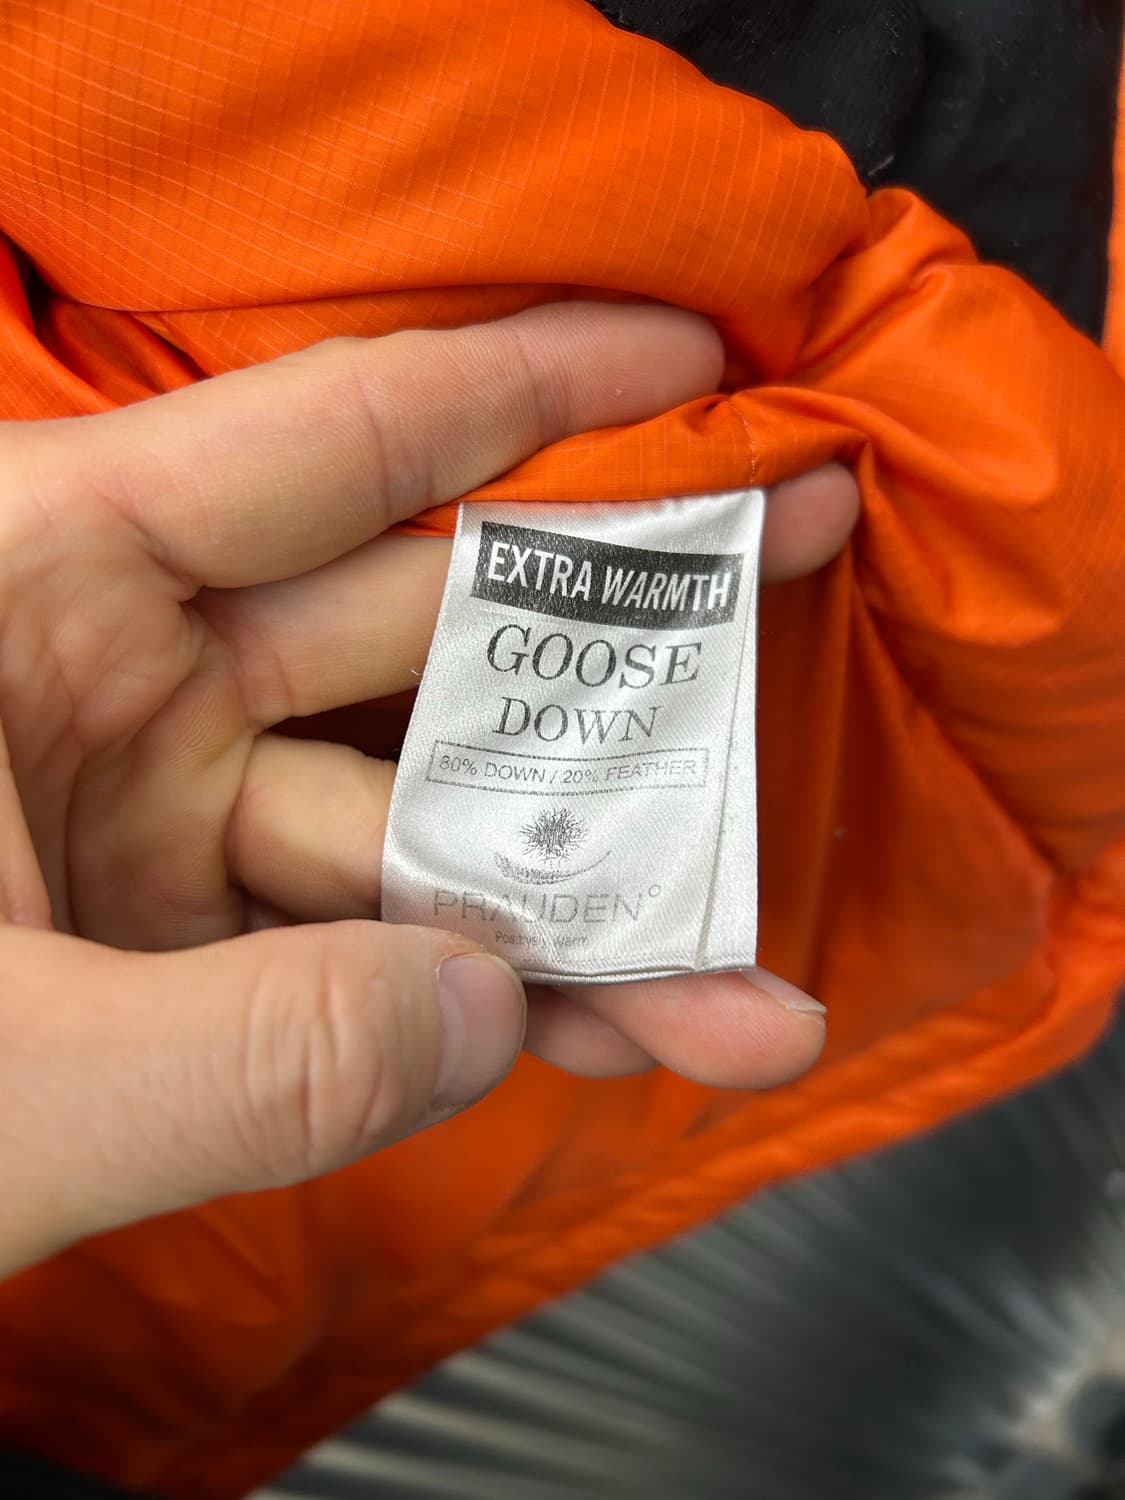 EXTRA WARMTH
GOOSE
DOWN
80% DOWN / 20% FEATHER
PRAUDEN°
Positively warm